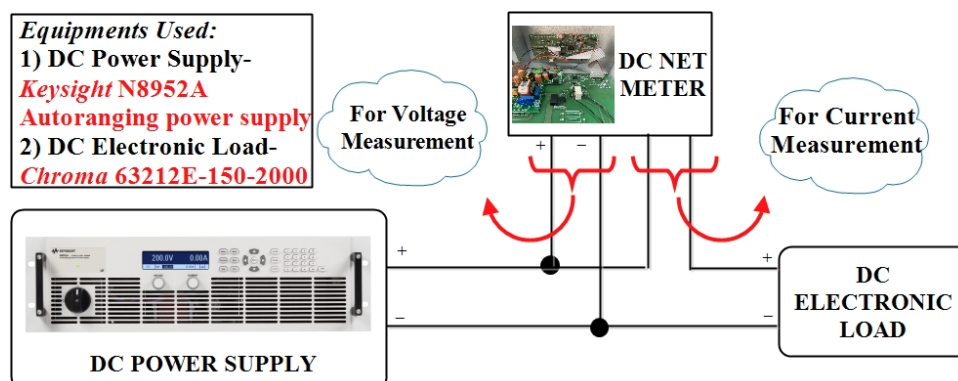 Equipments Used:
1) DC Power Supply-
Keysight N8952A
Autoranging power supply
2) DC Electronic Load-
Chroma 63212E-150-2000
For Voltage
Measurement
DC NET
METER
For Current
Measurement
+
−
+
−
+
−
200.0V 0.00A
DC POWER SUPPLY
DC
ELECTRONIC
LOAD